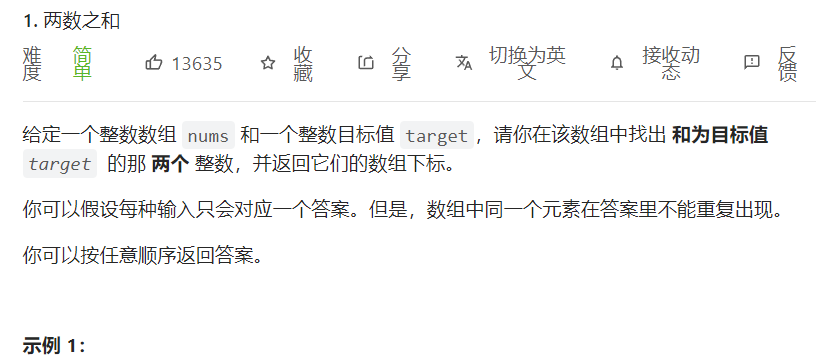 1. 两数之和
难度 简单 13635 收藏 分享 切换为英文 接收动态 反馈
给定一个整数数组 nums 和一个整数目标值 target，请你在该数组中找出 和为目标值
target 的那 两个 整数，并返回它们的数组下标。
你可以假设每种输入只会对应一个答案。但是，数组中同一个元素在答案里不能重复出现。
你可以按任意顺序返回答案。
示例 1：